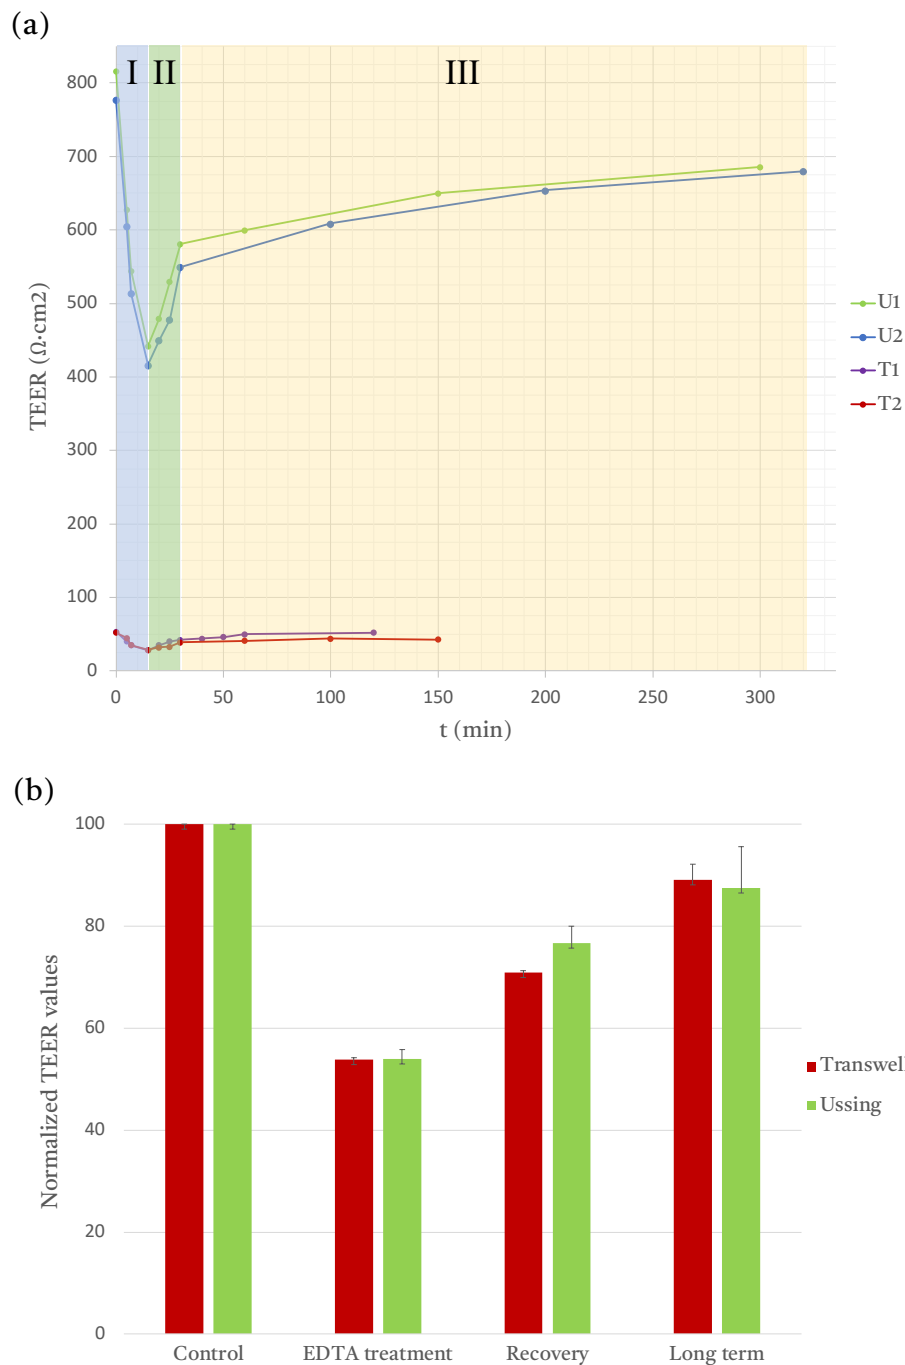 (a)
I II III
800
700
600
500
400
300
200
100
0
TEER (Ω·cm2)
0 50 100 150 200 250 300
t (min)
U1
U2
T1
T2
(b)
100
80
60
40
20
0
Normalized TEER values
Control EDTA treatment Recovery Long term
Transwel
Ussing